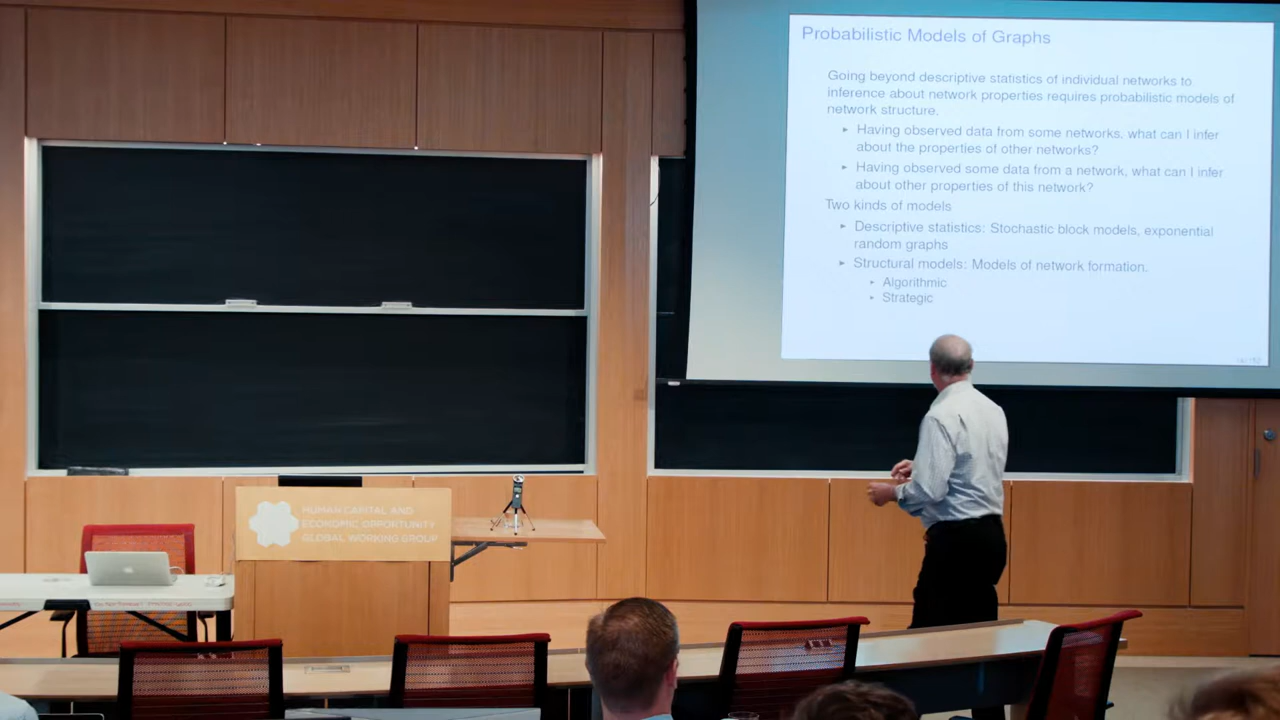 Probabilistic Models of Graphs
Going beyond descriptive statistics of individual networks to
inference about network properties requires probabilistic models of
network structure.
Having observed data from some networks, what can I infer
about the properties of other networks?
Having observed some data from a network, what can I infer
about other properties of this network?
Two kinds of models
Descriptive statistics: Stochastic block models, exponential
random graphs
Structural models: Models of network formation.
Algorithmic
Strategic
HUMAN CAPITAL AND
ECONOMIC OPPORTUNITY
GLOBAL WORKING GROUP